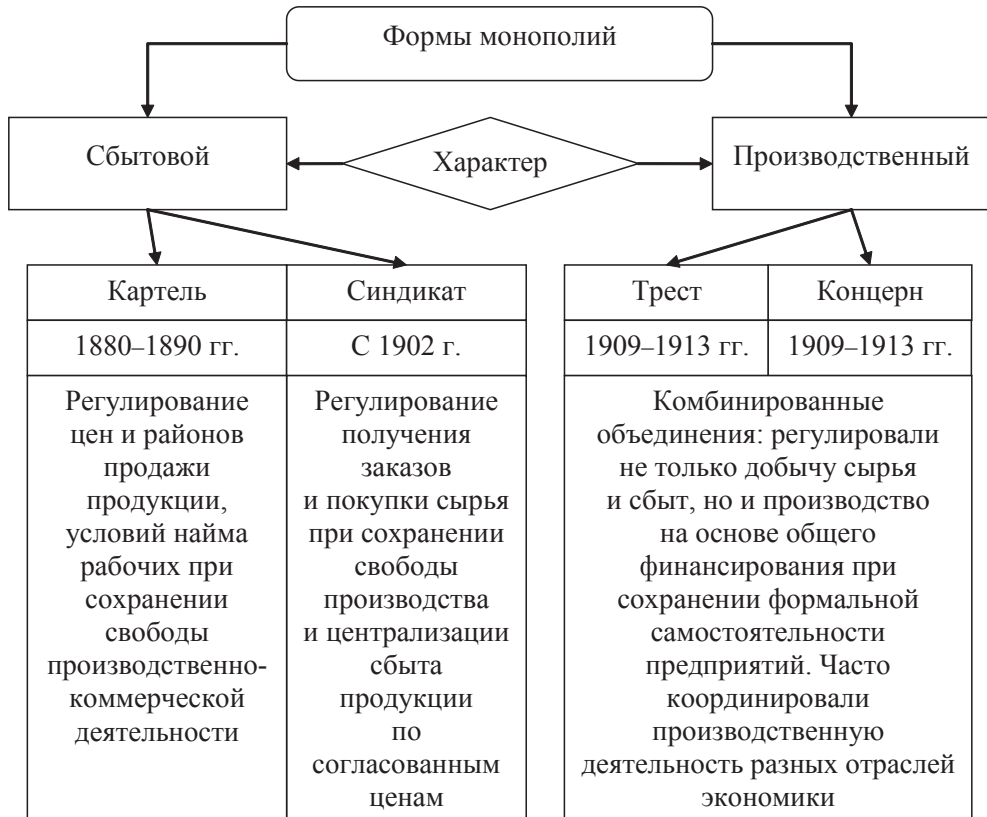 Формы монополий
Сбытовой
Характер
Производственный
Картель
Синдикат
Трест
Концерн
1880–1890 гг.
С 1902 г.
1909–1913 гг.
1909–1913 гг.
Регулирование
цен и районов
продажи
продукции,
условий найма
рабочих при
сохранении
свободы
производственно-
коммерческой
деятельности
Регулирование
получения
заказов
и покупки сырья
при сохранении
свободы
производства
и централизации
сбыта
продукции
по
согласованным
ценам
Комбинированные
объединения: регулировали
не только добычу сырья
и сбыт, но и производство
на основе общего
финансирования при
сохранении формальной
самостоятельности
предприятий. Часто
координировали
производственную
деятельность разных отраслей
экономики